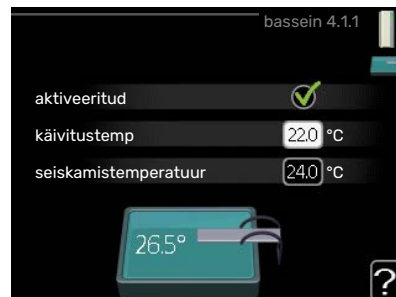 bassein 4.1.1
aktiveeritud
käivitustemp 22.0 °C
seiskamistemperatuur 24.0 °C
26.5°
?